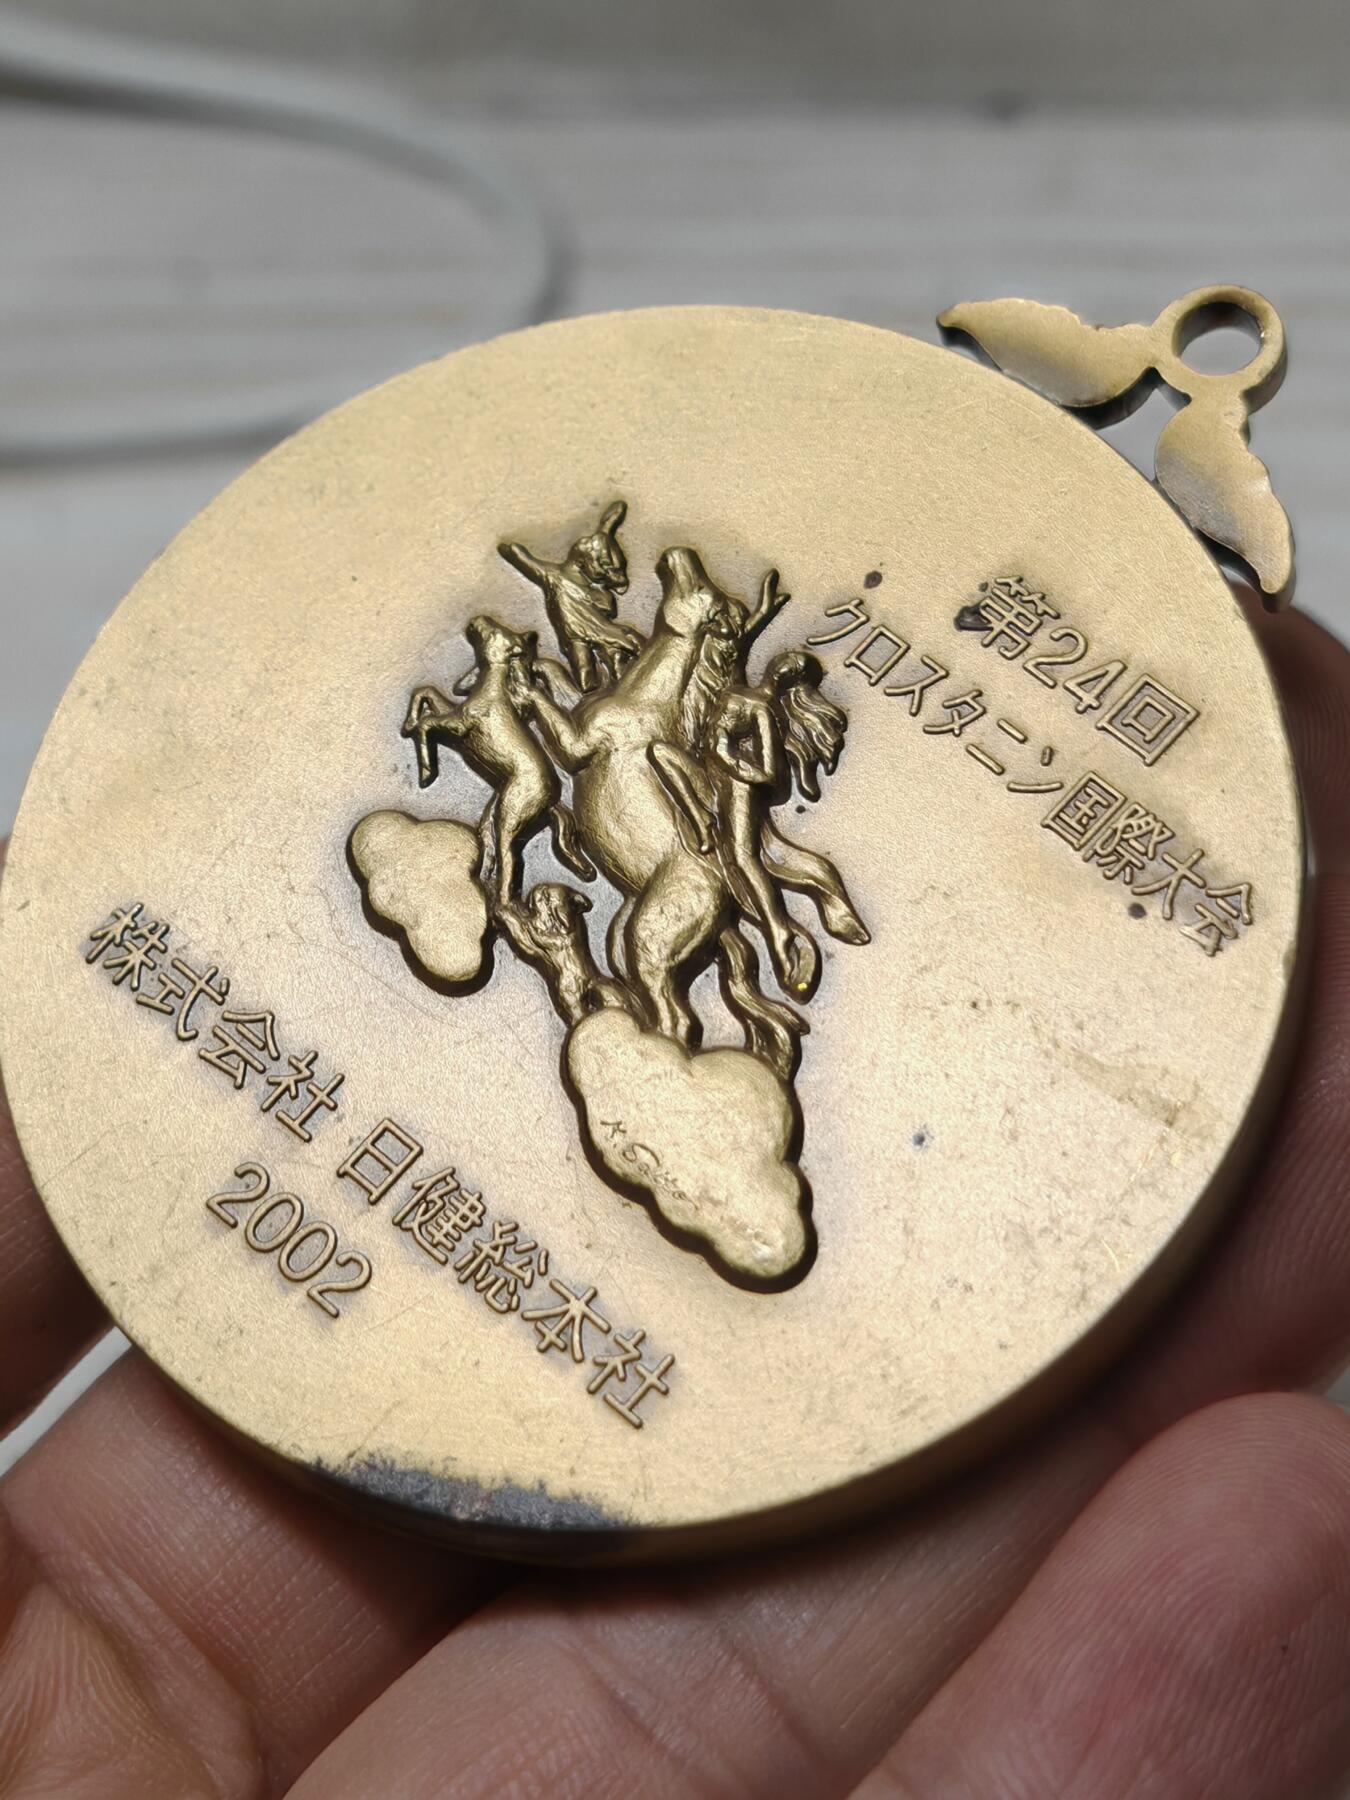 第24回
クロスタニン国際大会
K. Saito
株式会社 日健総本社
2002